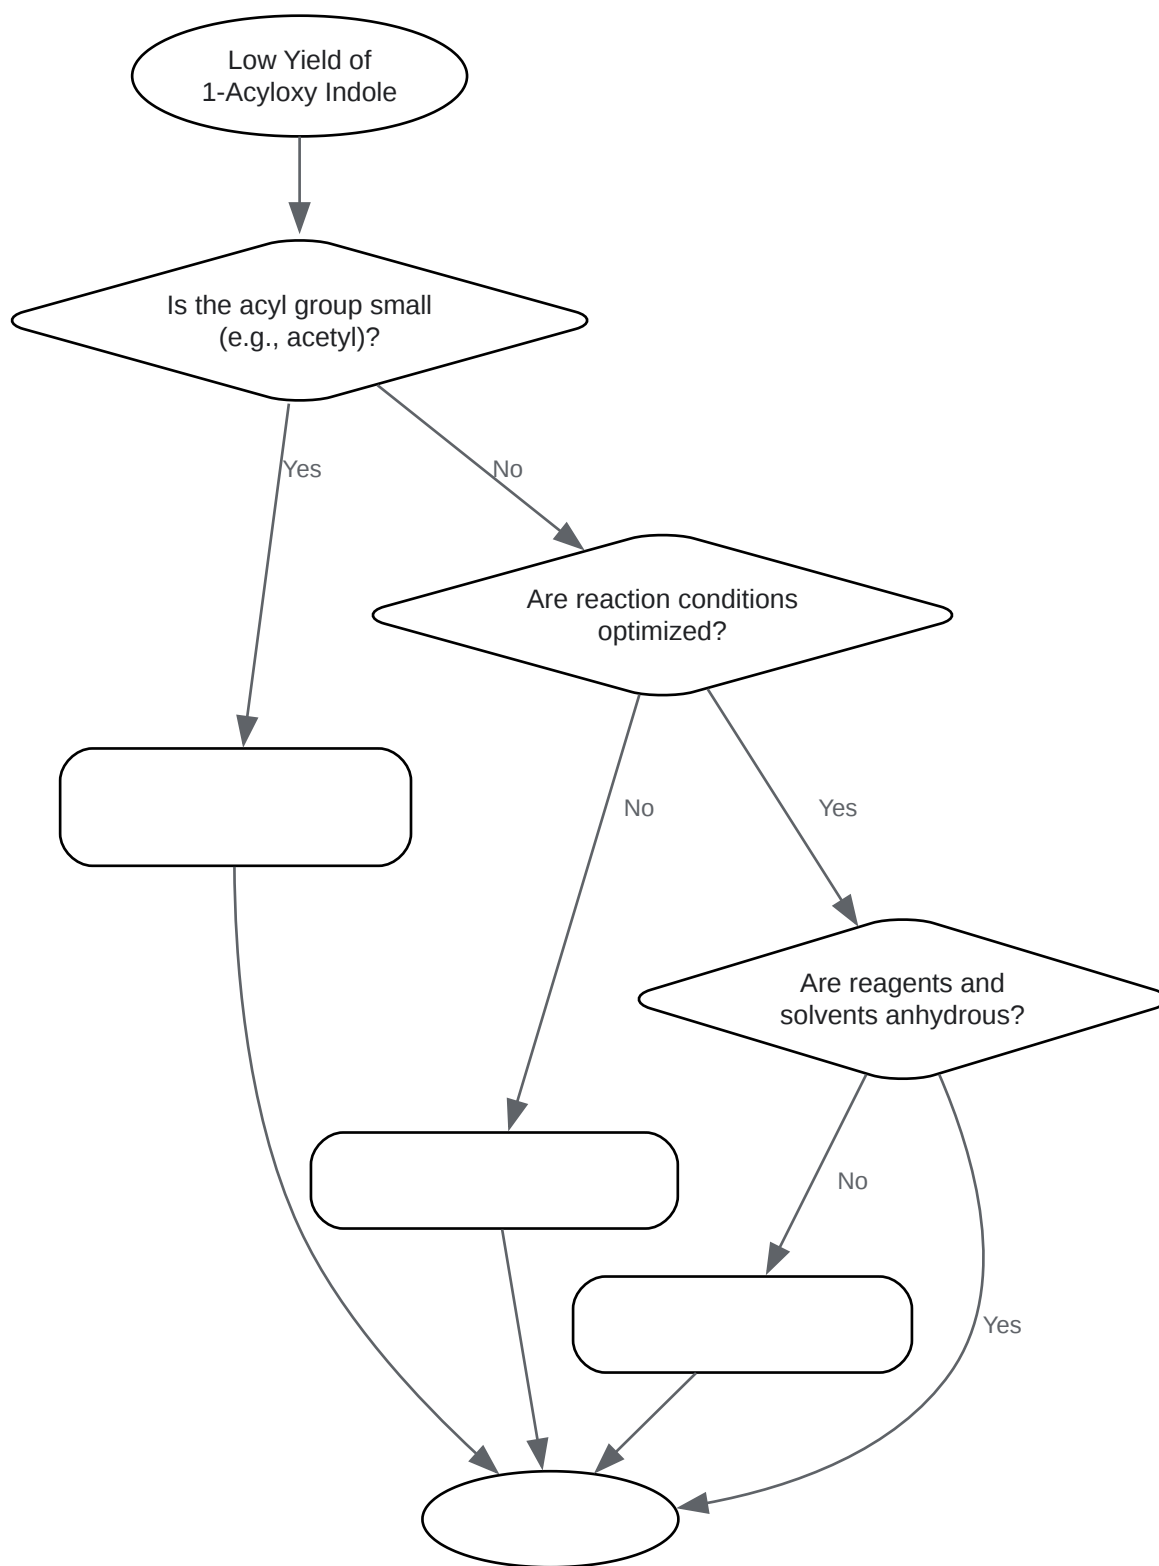 Low Yield of
1-Acyloxy Indole
Is the acyl group small
(e.g., acetyl)?
Yes
No
Are reaction conditions
optimized?
No
Yes
Are reagents and
solvents anhydrous?
No
Yes